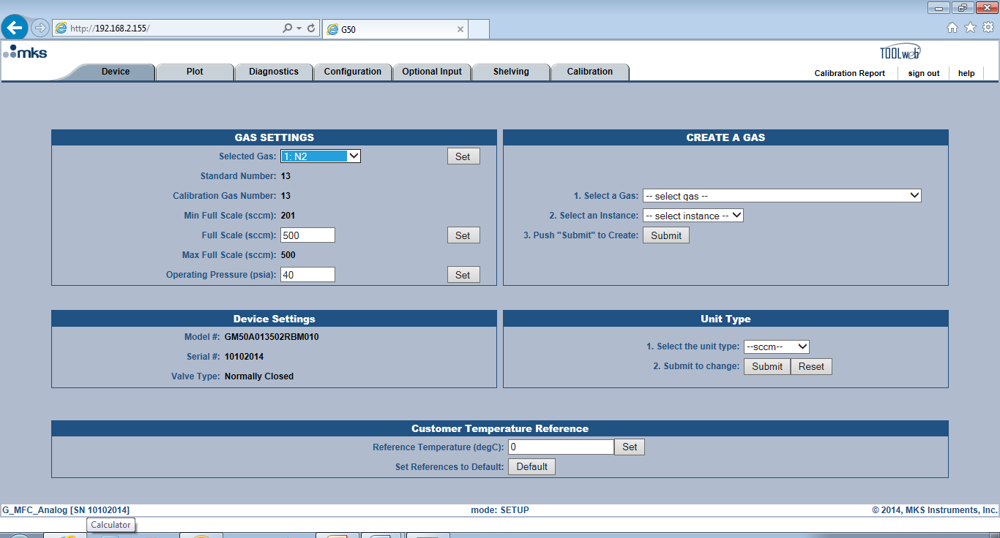 http://192.168.2.155/
G50
mks
TOOLweb
Device Plot Diagnostics Configuration Optional Input Shelving Calibration
Calibration Report sign out help
GAS SETTINGS
Selected Gas: 1: N2 Set
Standard Number: 13
Calibration Gas Number: 13
Min Full Scale (sccm): 201
Full Scale (sccm): 500 Set
Max Full Scale (sccm): 500
Operating Pressure (psia): 40 Set
CREATE A GAS
1. Select a Gas: -- select gas --
2. Select an Instance: -- select instance --
3. Push "Submit" to Create: Submit
Device Settings
Model #: GM50A013502RBM010
Serial #: 10102014
Valve Type: Normally Closed
Unit Type
1. Select the unit type: --sccm--
2. Submit to change: Submit Reset
Customer Temperature Reference
Reference Temperature (degC): 0 Set
Set References to Default: Default
G_MFC_Analog [SN 10102014] mode: SETUP © 2014, MKS Instruments, Inc.
Calculator